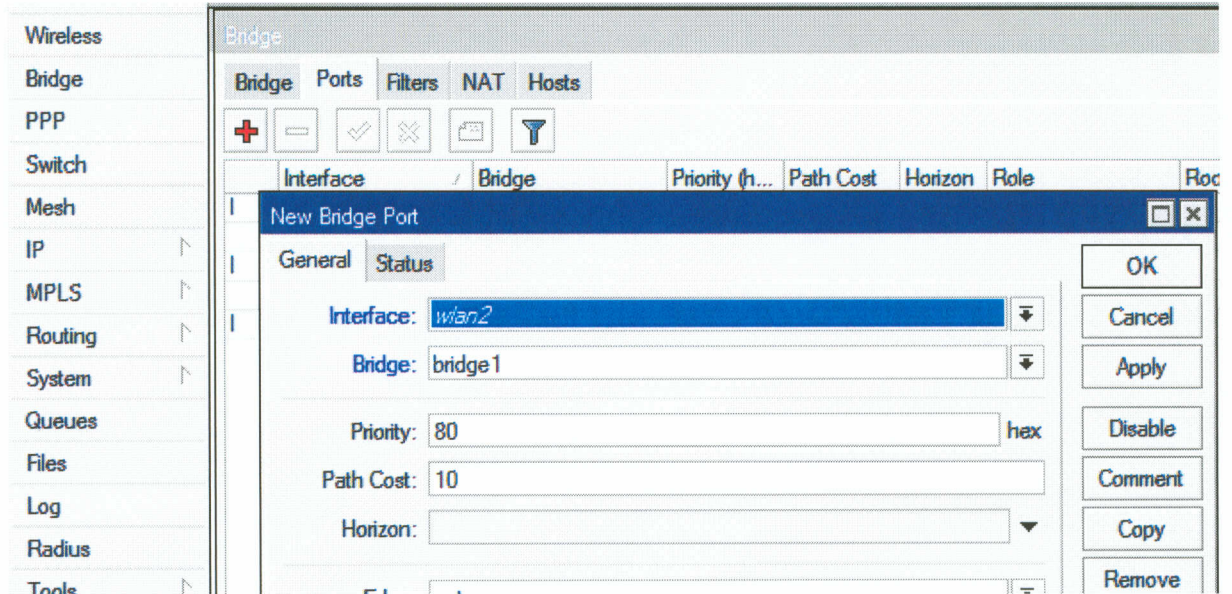 Wireless
Bridge
PPP
Switch
Mesh
IP
MPLS
Routing
System
Queues
Files
Log
Radius
Tools
Bridge
Bridge Ports Filters NAT Hosts
Interface Bridge Priority (h... Path Cost Horizon Role
New Bridge Port
General Status
Interface: wlan2
Bridge: bridge1
Priority: 80 hex
Path Cost: 10
Horizon:
OK
Cancel
Apply
Disable
Comment
Copy
Remove